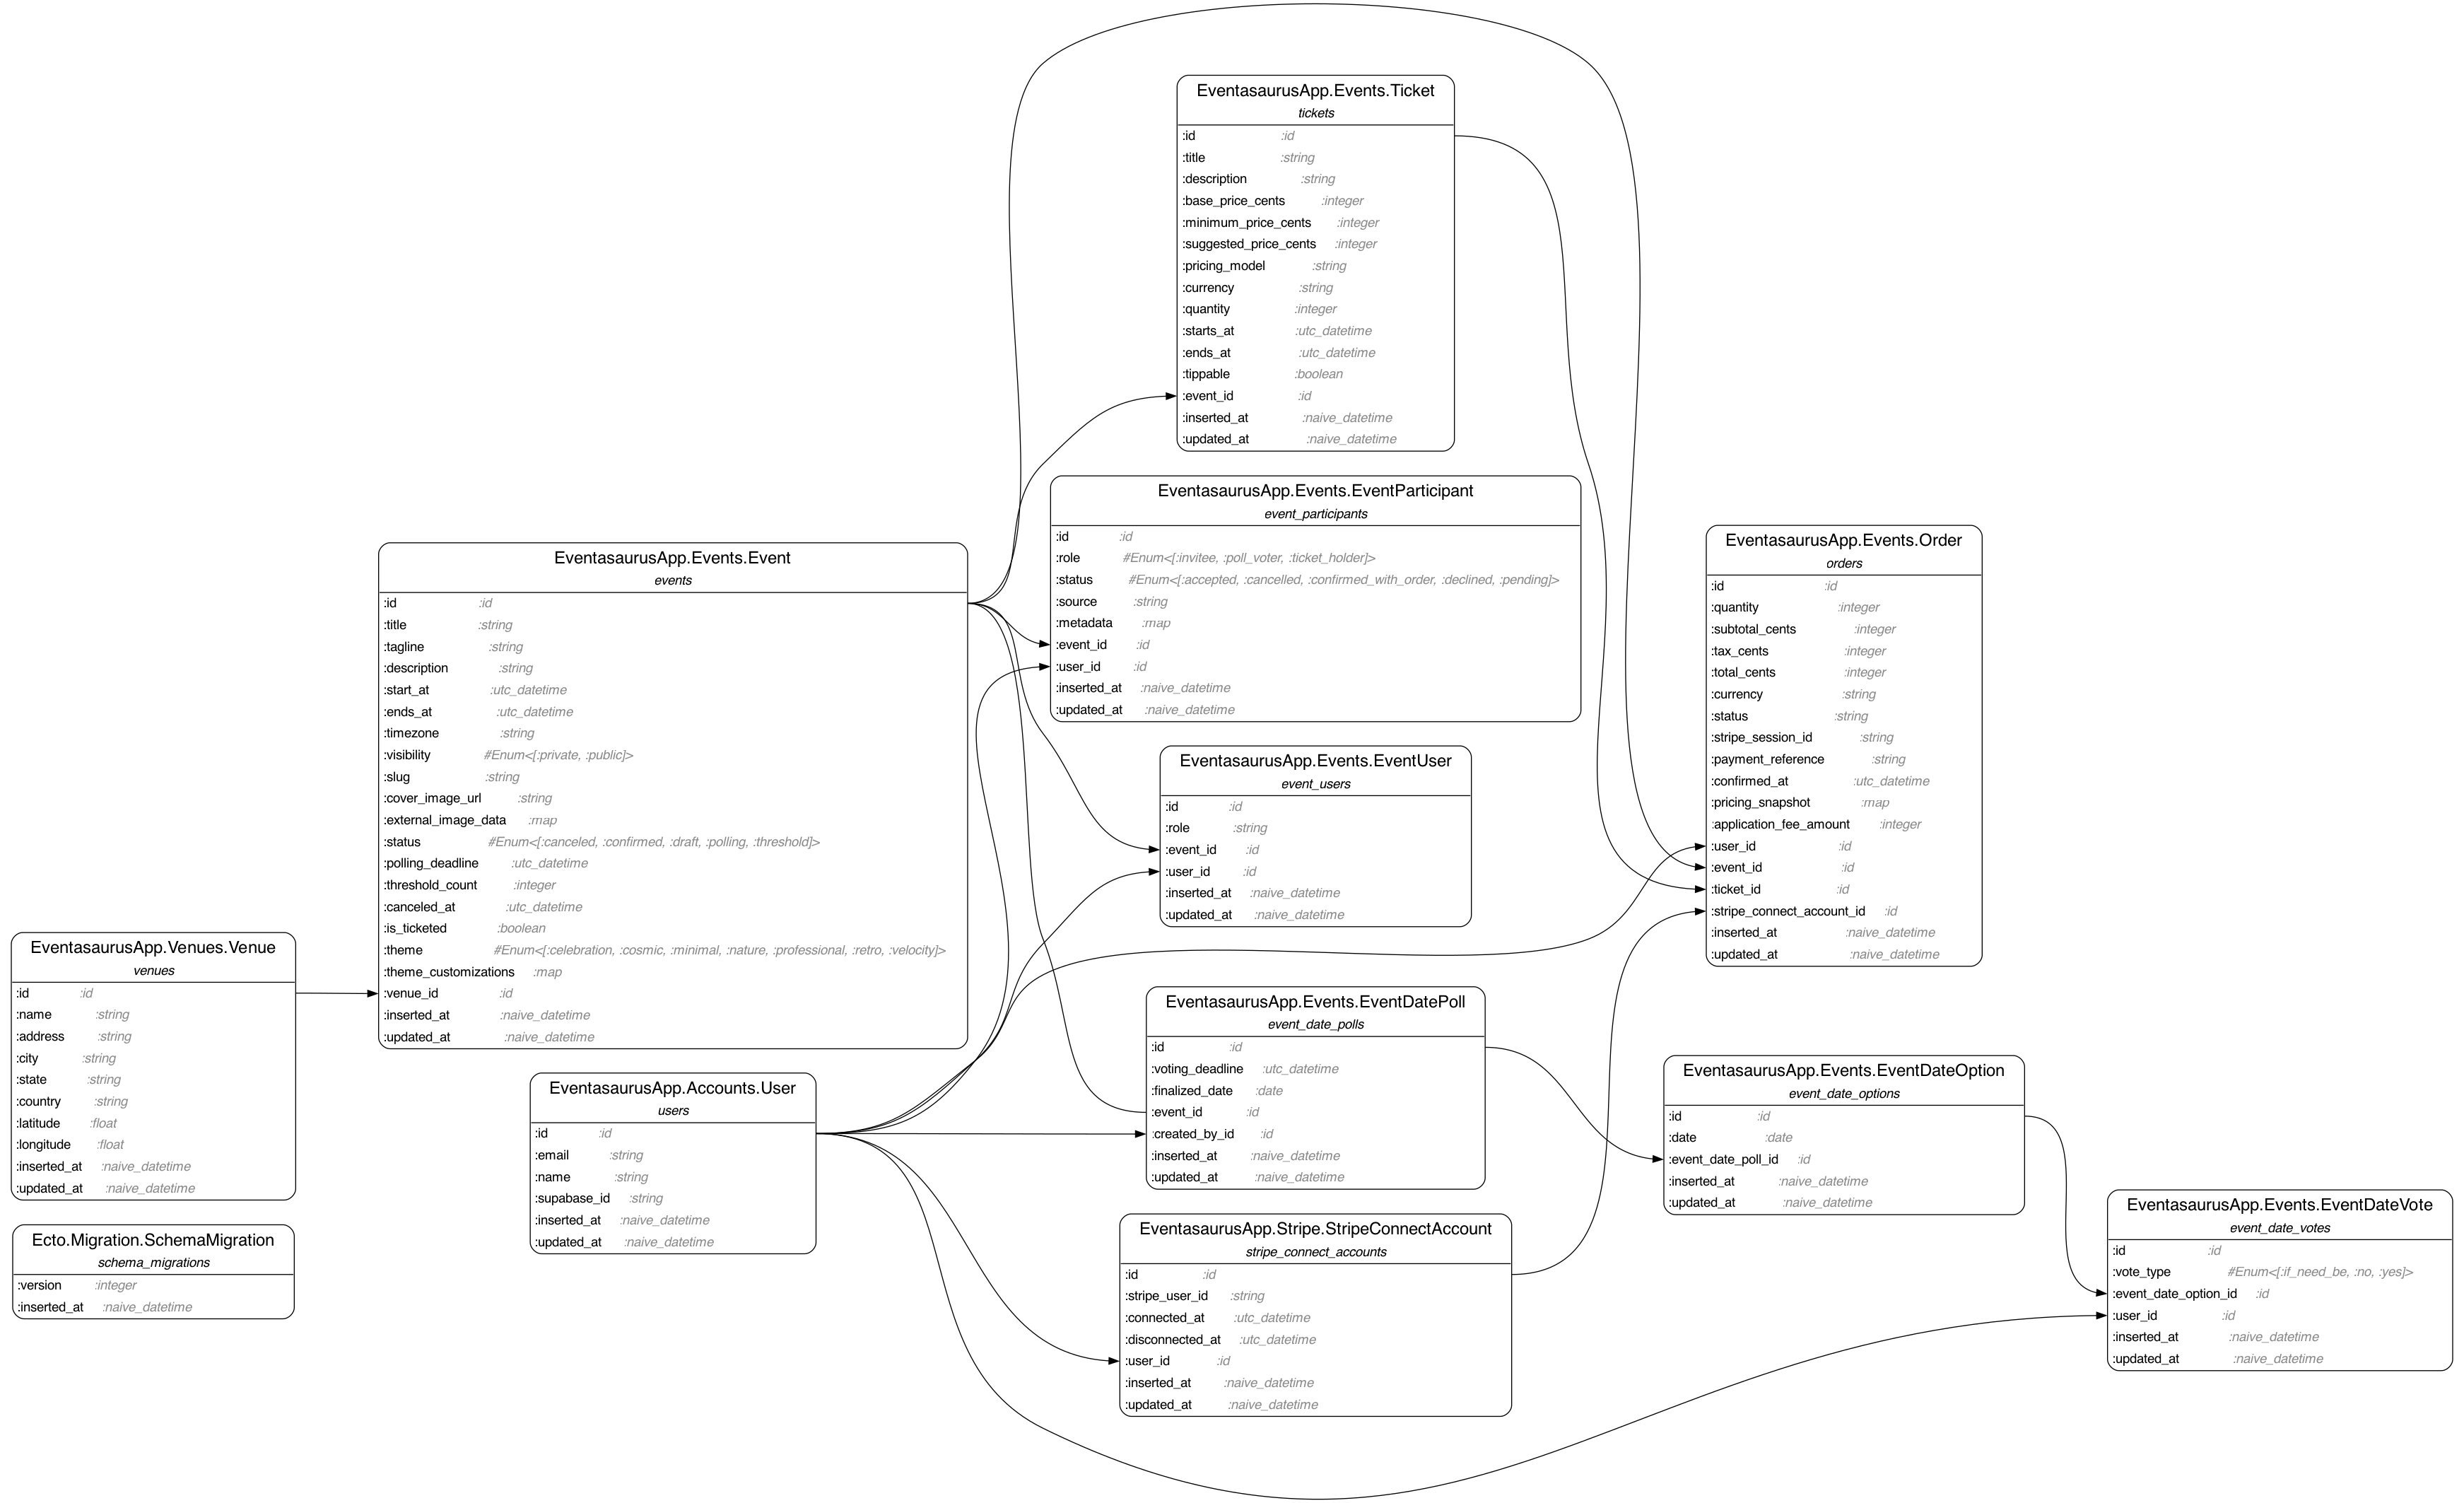 EventasaurusApp.Events.Ticket
tickets
:id :id
:title :string
:description :string
:base_price_cents :integer
:minimum_price_cents :integer
:suggested_price_cents :integer
:pricing_model :string
:currency :string
:quantity :integer
:starts_at :utc_datetime
:ends_at :utc_datetime
:tippable :boolean
:event_id :id
:inserted_at :naive_datetime
:updated_at :naive_datetime
EventasaurusApp.Events.EventParticipant
event_participants
:id :id
:role #Enum<[:invitee, :poll_voter, :ticket_holder]>
:status #Enum<[:accepted, :cancelled, :confirmed_with_order, :declined, :pending]>
:source :string
:metadata :map
:event_id :id
:user_id :id
:inserted_at :naive_datetime
:updated_at :naive_datetime
EventasaurusApp.Events.Order
orders
:id :id
:quantity :integer
:subtotal_cents :integer
:tax_cents :integer
:total_cents :integer
:currency :string
:status :string
:stripe_session_id :string
:payment_reference :string
:confirmed_at :utc_datetime
:pricing_snapshot :map
:application_fee_amount :integer
:user_id :id
:event_id :id
:ticket_id :id
:stripe_connect_account_id :id
:inserted_at :naive_datetime
:updated_at :naive_datetime
EventasaurusApp.Events.Event
events
:id :id
:title :string
:tagline :string
:description :string
:start_at :utc_datetime
:ends_at :utc_datetime
:timezone :string
:visibility #Enum<[:private, :public]>
:slug :string
:cover_image_url :string
:external_image_data :map
:status #Enum<[:canceled, :confirmed, :draft, :polling, :threshold]>
:polling_deadline :utc_datetime
:threshold_count :integer
:canceled_at :utc_datetime
:is_ticketed :boolean
:theme #Enum<[:celebration, :cosmic, :minimal, :nature, :professional, :retro, :velocity]>
:theme_customizations :map
:venue_id :id
:inserted_at :naive_datetime
:updated_at :naive_datetime
EventasaurusApp.Events.EventUser
event_users
:id :id
:role :string
:event_id :id
:user_id :id
:inserted_at :naive_datetime
:updated_at :naive_datetime
EventasaurusApp.Venues.Venue
venues
:id :id
:name :string
:address :string
:city :string
:state :string
:country :string
:latitude :float
:longitude :float
:inserted_at :naive_datetime
:updated_at :naive_datetime
EventasaurusApp.Events.EventDatePoll
event_date_polls
:id :id
:voting_deadline :utc_datetime
:finalized_date :date
:event_id :id
:created_by_id :id
:inserted_at :naive_datetime
:updated_at :naive_datetime
EventasaurusApp.Events.EventDateOption
event_date_options
:id :id
:date :date
:event_date_poll_id :id
:inserted_at :naive_datetime
:updated_at :naive_datetime
EventasaurusApp.Accounts.User
users
:id :id
:email :string
:name :string
:supabase_id :string
:inserted_at :naive_datetime
:updated_at :naive_datetime
EventasaurusApp.Events.EventDateVote
event_date_votes
:id :id
:vote_type #Enum<[:if_need_be, :no, :yes]>
:event_date_option_id :id
:user_id :id
:inserted_at :naive_datetime
:updated_at :naive_datetime
EventasaurusApp.Stripe.StripeConnectAccount
stripe_connect_accounts
:id :id
:stripe_user_id :string
:connected_at :utc_datetime
:disconnected_at :utc_datetime
:user_id :id
:inserted_at :naive_datetime
:updated_at :naive_datetime
Ecto.Migration.SchemaMigration
schema_migrations
:version :integer
:inserted_at :naive_datetime